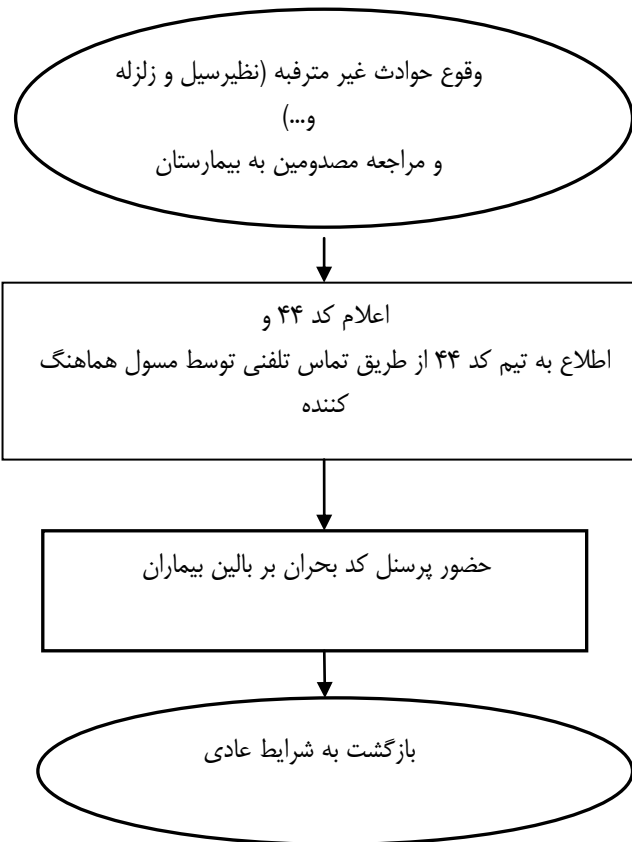 وقوع حوادث غیر مترفبه (نظیرسیل و زلزله
و...)
و مراجعه مصدومین به بیمارستان
اعلام کد ۴۴ و
اطلاع به تیم کد ۴۴ از طریق تماس تلفنی توسط مسول هماهنگ
کننده
حضور پرسنل کد بحران بر بالین بیماران
بازگشت به شرایط عادی